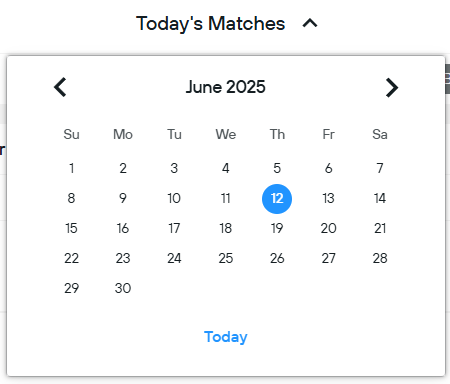 Today's Matches
June 2025
Su Mo Tu We Th Fr Sa
1 2 3 4 5 6 7
8 9 10 11 12 13 14
15 16 17 18 19 20 21
22 23 24 25 26 27 28
29 30
Today